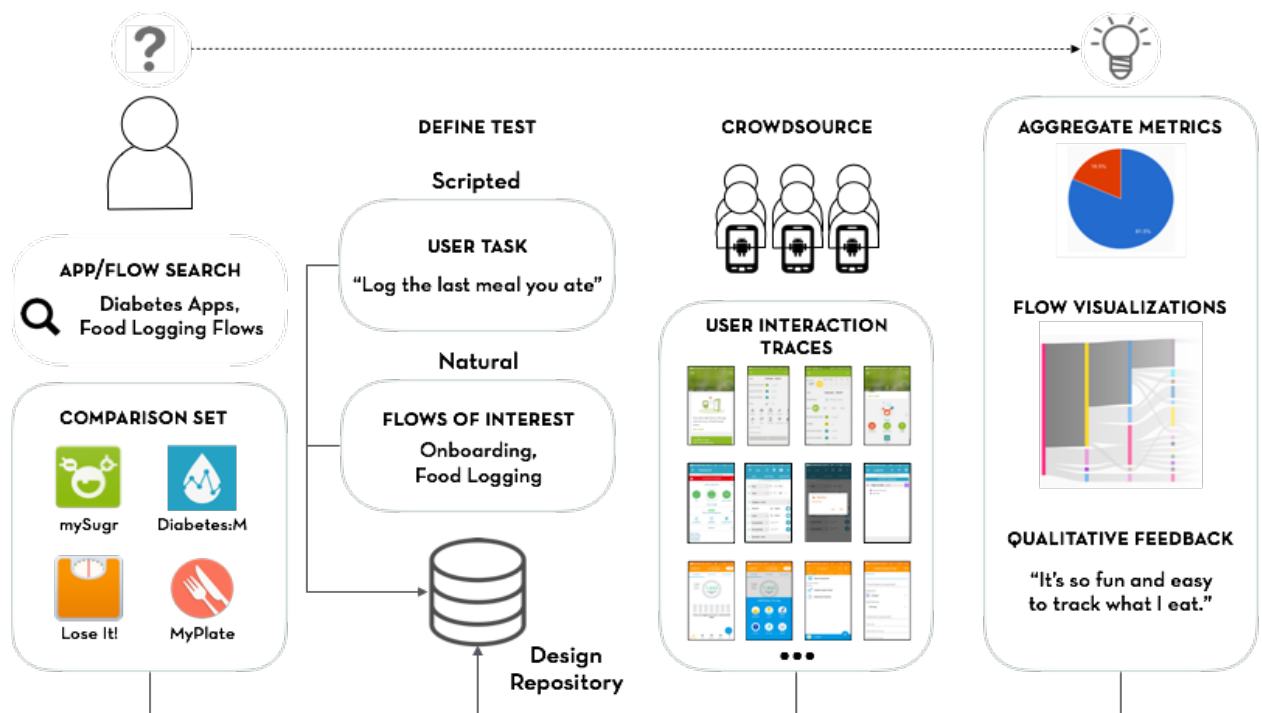 ?
APP/FLOW SEARCH
Diabetes Apps,
Food Logging Flows
COMPARISON SET
mySugr
Diabetes:M
Lose It!
MyPlate
DEFINE TEST
Scripted
USER TASK
“Log the last meal you ate”
Natural
FLOWS OF INTEREST
Onboarding,
Food Logging
Design
Repository
CROWDSOURCE
USER INTERACTION
TRACES
AGGREGATE METRICS
FLOW VISUALIZATIONS
QUALITATIVE FEEDBACK
“It’s so fun and easy
to track what I eat.”